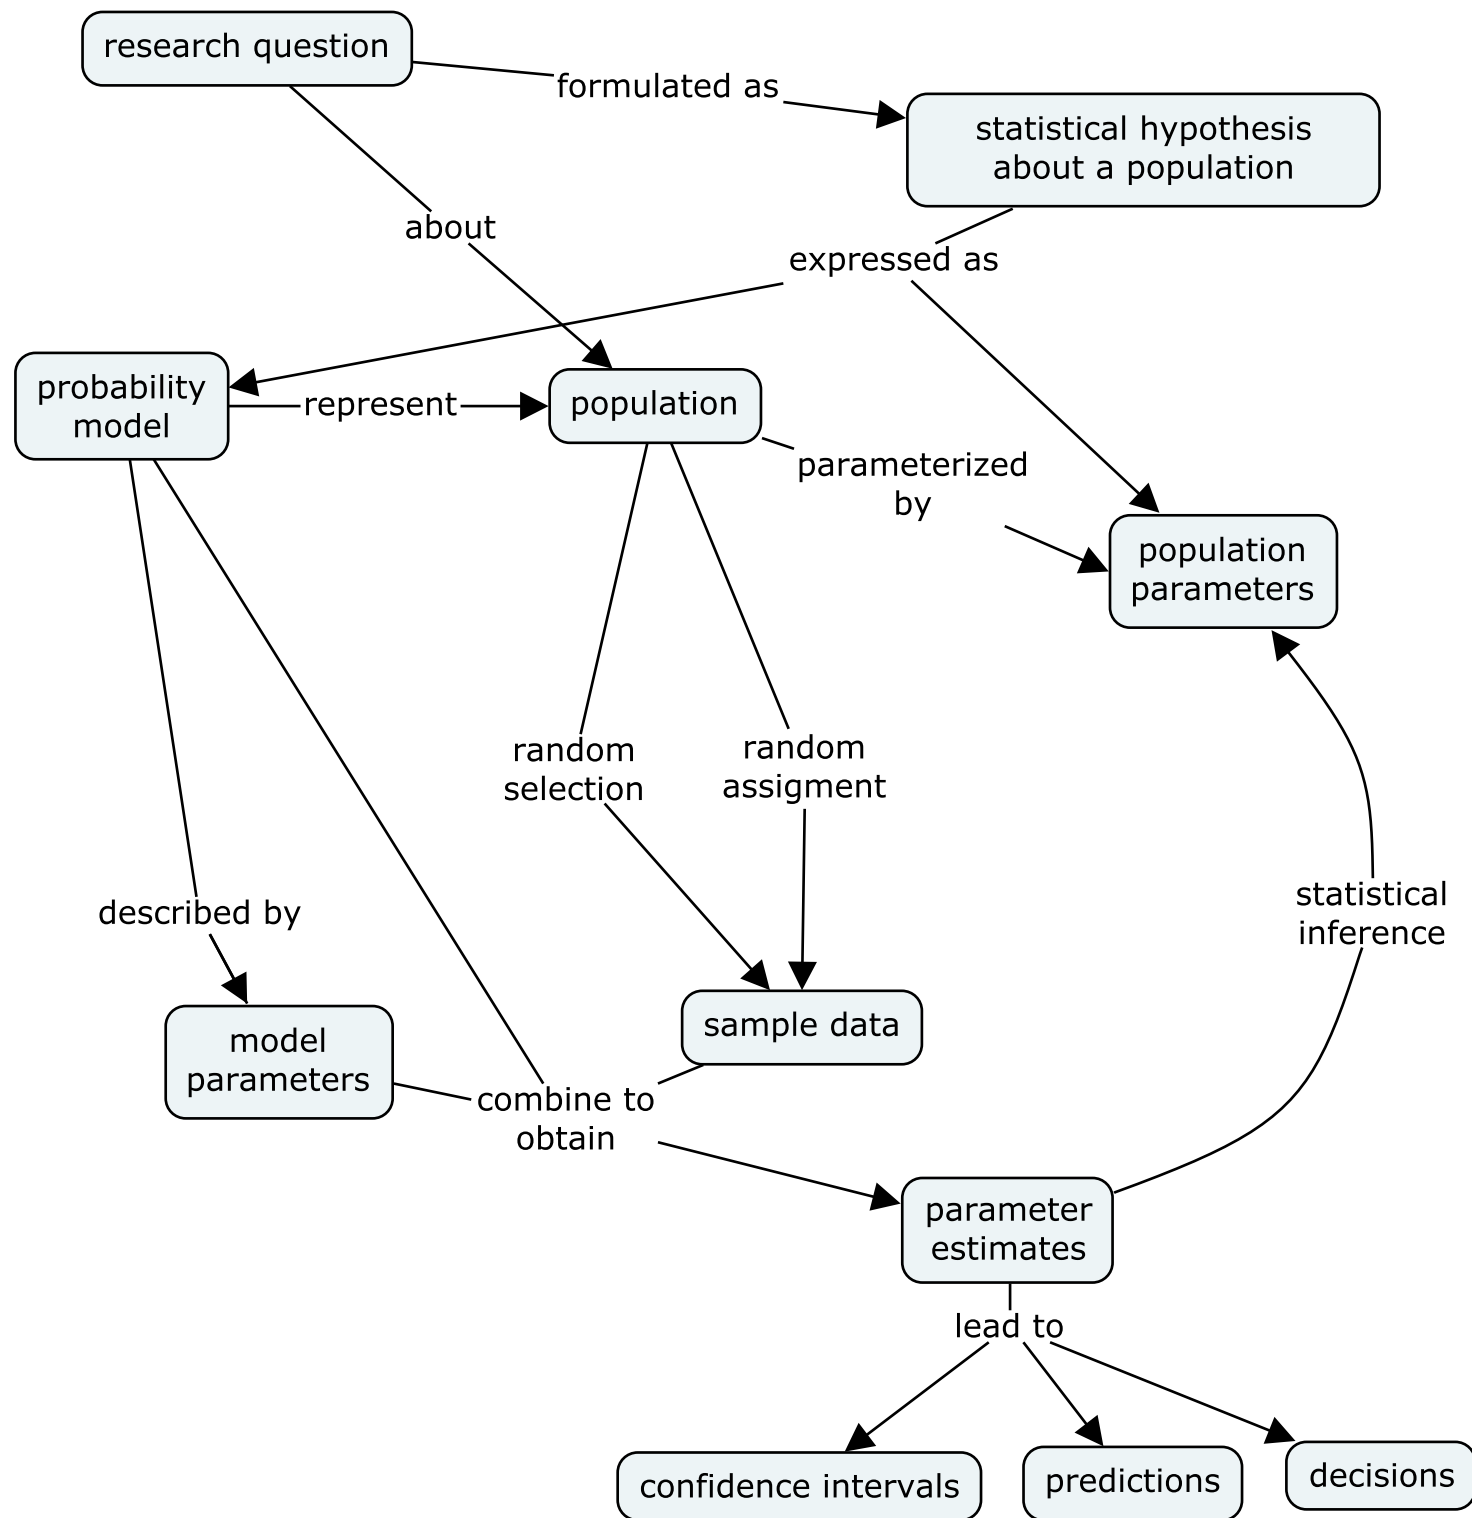 research question
formulated as
statistical hypothesis
about a population
about
expressed as
probability
model
represent
population
parameterized
by
population
parameters
random
selection
random
assigment
statistical
inference
described by
sample data
model
parameters
combine to
obtain
parameter
estimates
lead to
confidence intervals
predictions
decisions